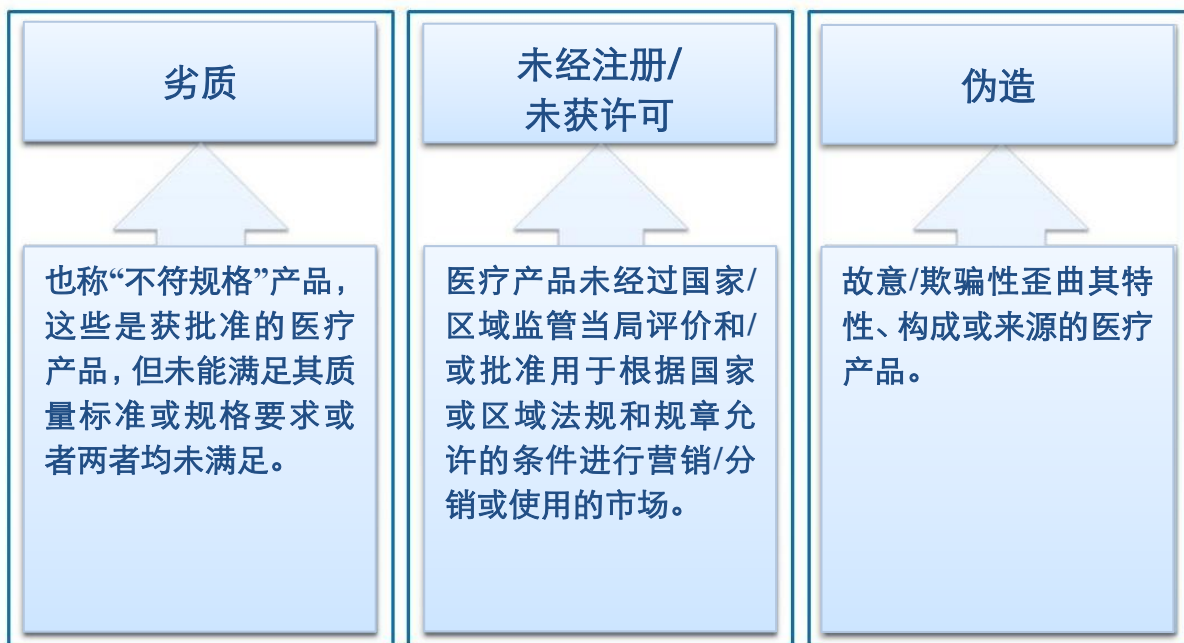 劣质
也称“不符规格”产品，
这些是获批准的医疗
产品，但未能满足其质
量标准或规格要求或
者两者均未满足。
未经注册/
未获许可
医疗产品未经过国家/
区域监管当局评价和/
或批准用于根据国家
或区域法规和规章允
许的条件进行营销/分
销或使用的市场。
伪造
故意/欺骗性歪曲其特
性、构成或来源的医疗
产品。